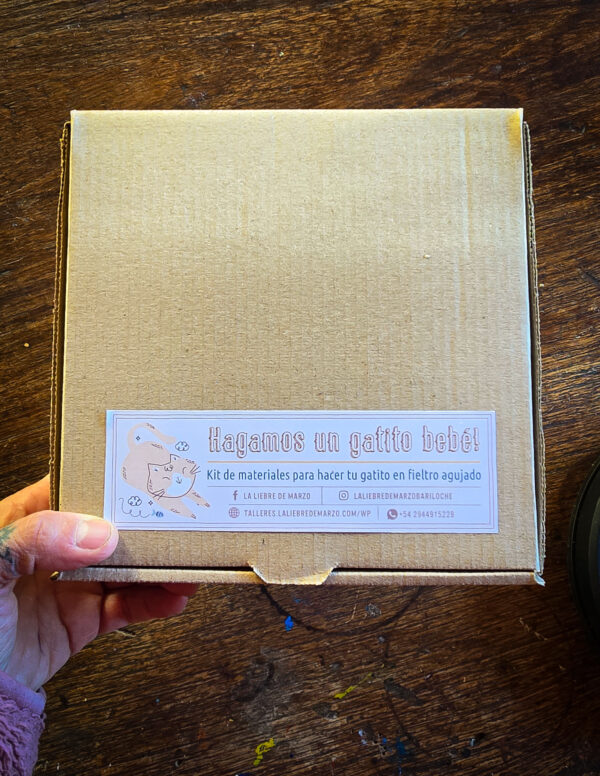 Hagamos un gatito bebé!
Kit de materiales para hacer tu gatito en fieltro agujado
LA LIEBRE DE MARZO LALIEBREDEMARZOBARILOCHE
TALLERES.LALIEBREDEMARZO.COM/WP +54 2944915228